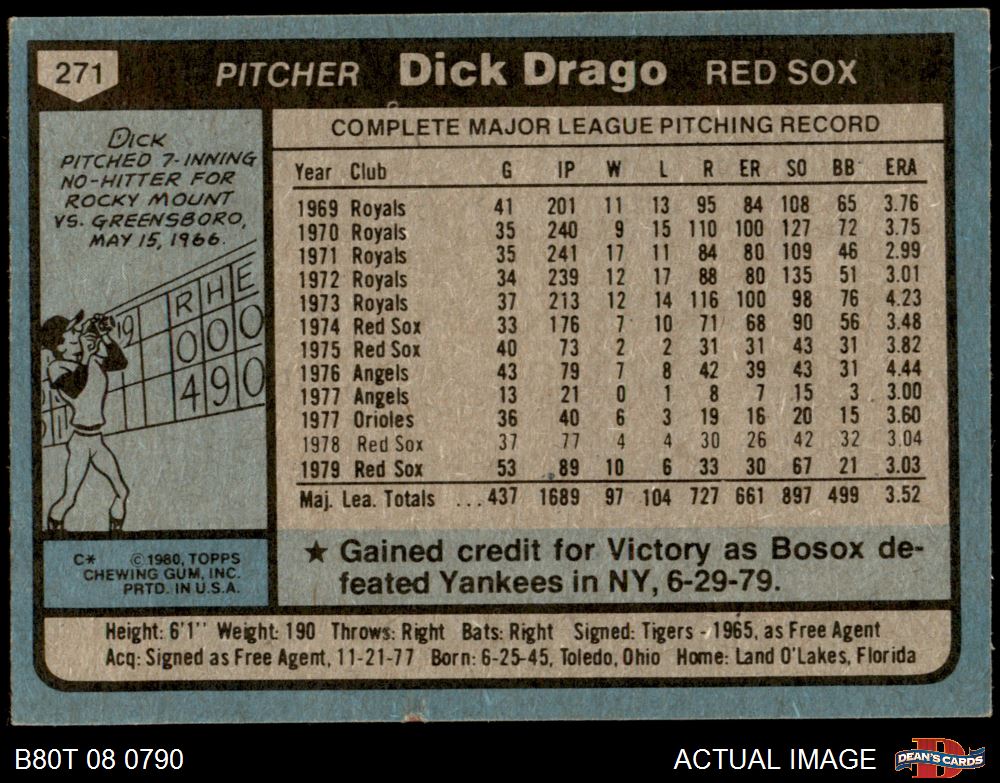 271 PITCHER Dick Drago RED SOX
DICK
PITCHED 7-INNING
NO-HITTER FOR
ROCKY MOUNT
VS. GREENSBORO,
MAY 15, 1966.
R H E
19 0 0 0
4 9 0
C* © 1980, TOPPS
CHEWING GUM, INC.
PRTD. IN U.S.A.
COMPLETE MAJOR LEAGUE PITCHING RECORD
Year Club G IP W L R ER SO BB ERA
1969 Royals 41 201 11 13 95 84 108 65 3.76
1970 Royals 35 240 9 15 110 100 127 72 3.75
1971 Royals 35 241 17 11 84 80 109 46 2.99
1972 Royals 34 239 12 17 88 80 135 51 3.01
1973 Royals 37 213 12 14 116 100 98 76 4.23
1974 Red Sox 33 176 7 10 71 68 90 56 3.48
1975 Red Sox 40 73 2 2 31 31 43 31 3.82
1976 Angels 43 79 7 8 42 39 43 31 4.44
1977 Angels 13 21 0 1 8 7 15 3 3.00
1977 Orioles 36 40 6 3 19 16 20 15 3.60
1978 Red Sox 37 77 4 4 30 26 42 32 3.04
1979 Red Sox 53 89 10 6 33 30 67 21 3.03
Maj. Lea. Totals ...437 1689 97 104 727 661 897 499 3.52
★ Gained credit for Victory as Bosox de-
feated Yankees in NY, 6-29-79.
Height: 6'1'' Weight: 190 Throws: Right Bats: Right Signed: Tigers - 1965, as Free Agent
Acq: Signed as Free Agent, 11-21-77 Born: 6-25-45, Toledo, Ohio Home: Land O'Lakes, Florida
B80T 08 0790 ACTUAL IMAGE D DEAN'S CARDS